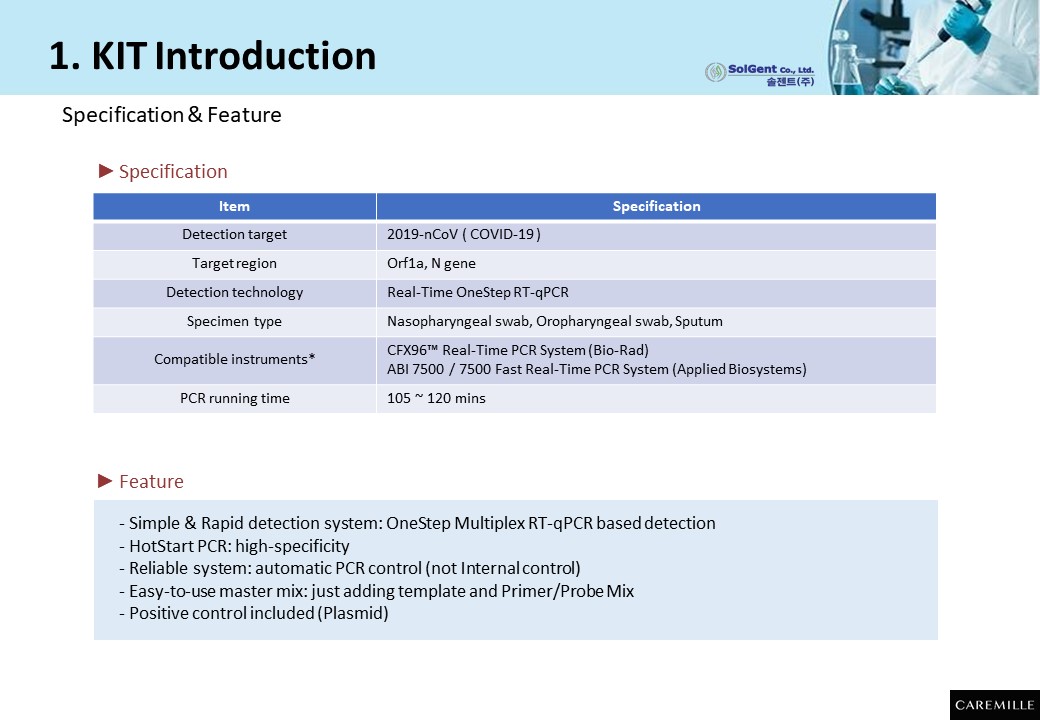 1. KIT Introduction
SolGent Co., Ltd.
솔젠트(주)
Specification & Feature
►Specification
Item Specification
Detection target 2019-nCoV ( COVID-19 )
Target region Orf1a, N gene
Detection technology Real-Time OneStep RT-qPCR
Specimen type Nasopharyngeal swab, Oropharyngeal swab, Sputum
Compatible instruments* CFX96™ Real-Time PCR System (Bio-Rad)
ABI 7500 / 7500 Fast Real-Time PCR System (Applied Biosystems)
PCR running time 105 ~ 120 mins
►Feature
- Simple & Rapid detection system: OneStep Multiplex RT-qPCR based detection
- HotStart PCR: high-specificity
- Reliable system: automatic PCR control (not Internal control)
- Easy-to-use master mix: just adding template and Primer/Probe Mix
- Positive control included (Plasmid)
CAREMILLE